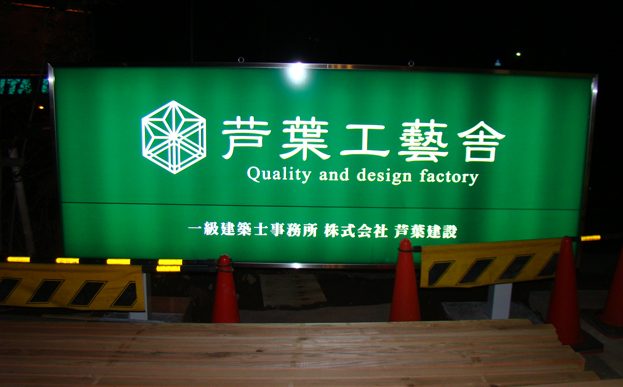 芦葉工藝舎
Quality and design factory
一級建築士事務所 株式会社 芦葉建設